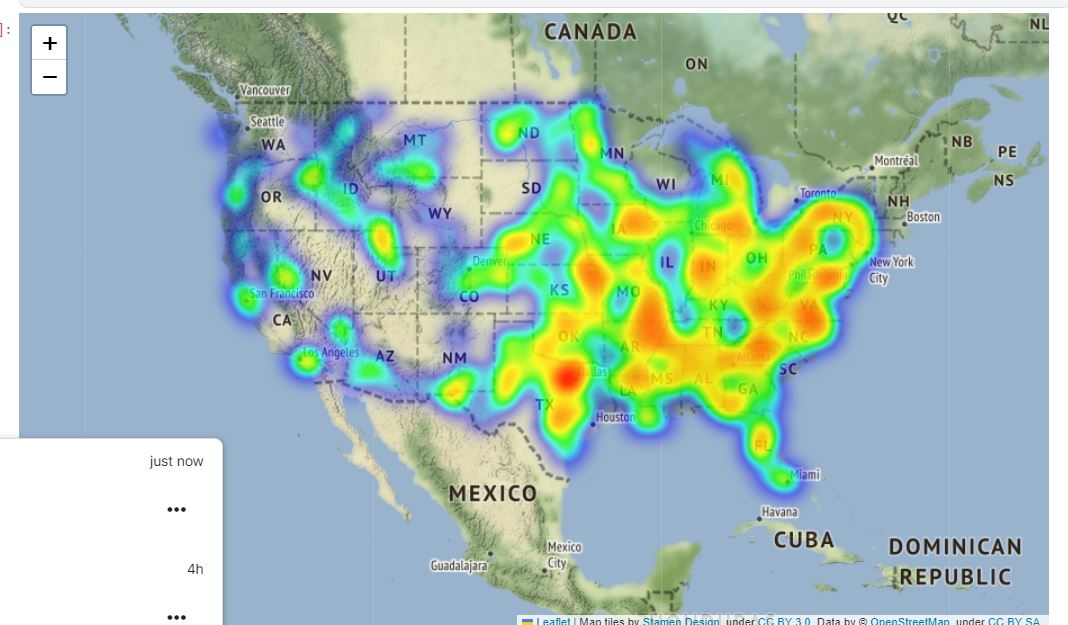 ]:
+
−
CANADA
QC
NL
ON
Vancouver
Seattle
WA
MT
ND
MN
NB
PE
NS
Montréal
OR
ID
SD
WI
MI
Toronto
NH
Boston
WY
NY
IA
Chicago
NE
PA
New York
City
NV
UT
Denver
CO
IL
IN
OH
Philadelphia
San Francisco
KS
MO
KY
VA
CA
OK
TN
NC
Los Angeles
AZ
NM
AR
Atlanta
Dallas
SC
LA
MS
AL
GA
TX
Houston
FL
just now
Miami
•••
MEXICO
Havana
CUBA
Mexico
City
DOMINICAN
REPUBLIC
Guadalajara
4h
•••
Leaflet | Map tiles by Stamen Design, under CC BY 3.0. Data by © OpenStreetMap, under CC BY SA.